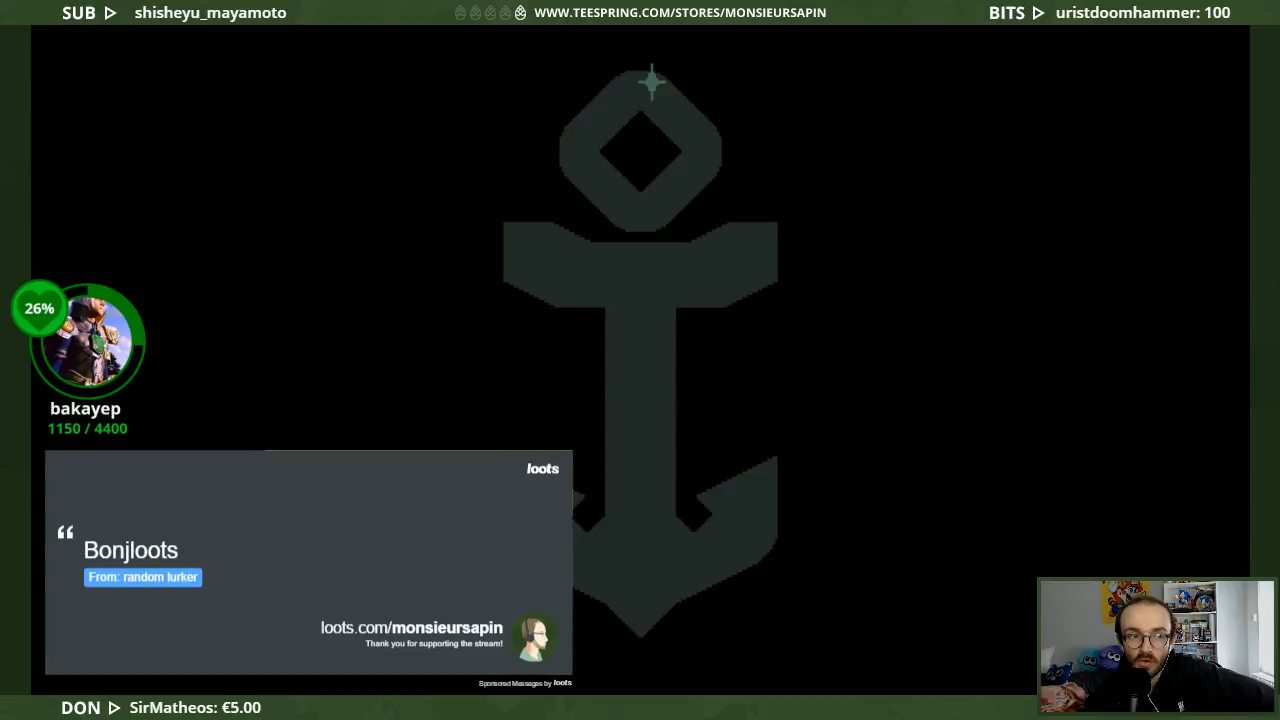 SUB shisheyu_mayamoto
WWW.TEESPRING.COM/STORES/MONSIEURSAPIN
BITS uristdoomhammer: 100
26%
bakayep
1150 / 4400
loots
“ Bonjloots
From: random lurker
loots.com/monsieursapin
Thank you for supporting the stream!
Sponsored Messages by loots
DON SirMatheos: €5.00